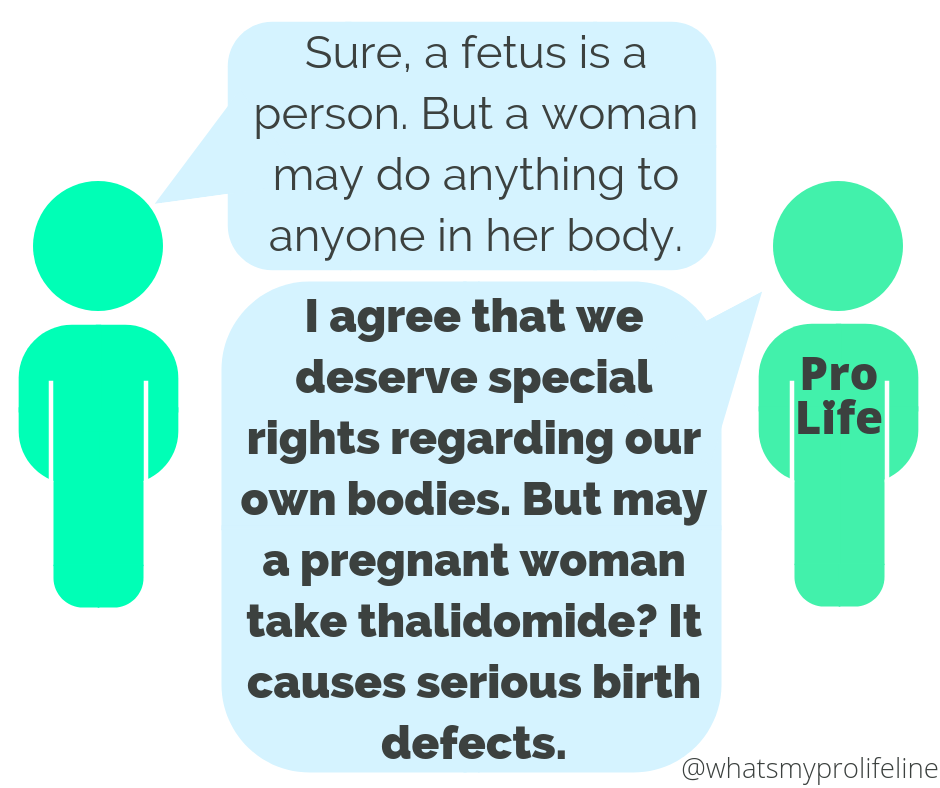 Sure, a fetus is a
person. But a woman
may do anything to
anyone in her body.
I agree that we
deserve special
rights regarding our
own bodies. But may
a pregnant woman
take thalidomide? It
causes serious birth
defects.
Pro
Life
@whatsmyprolifeline